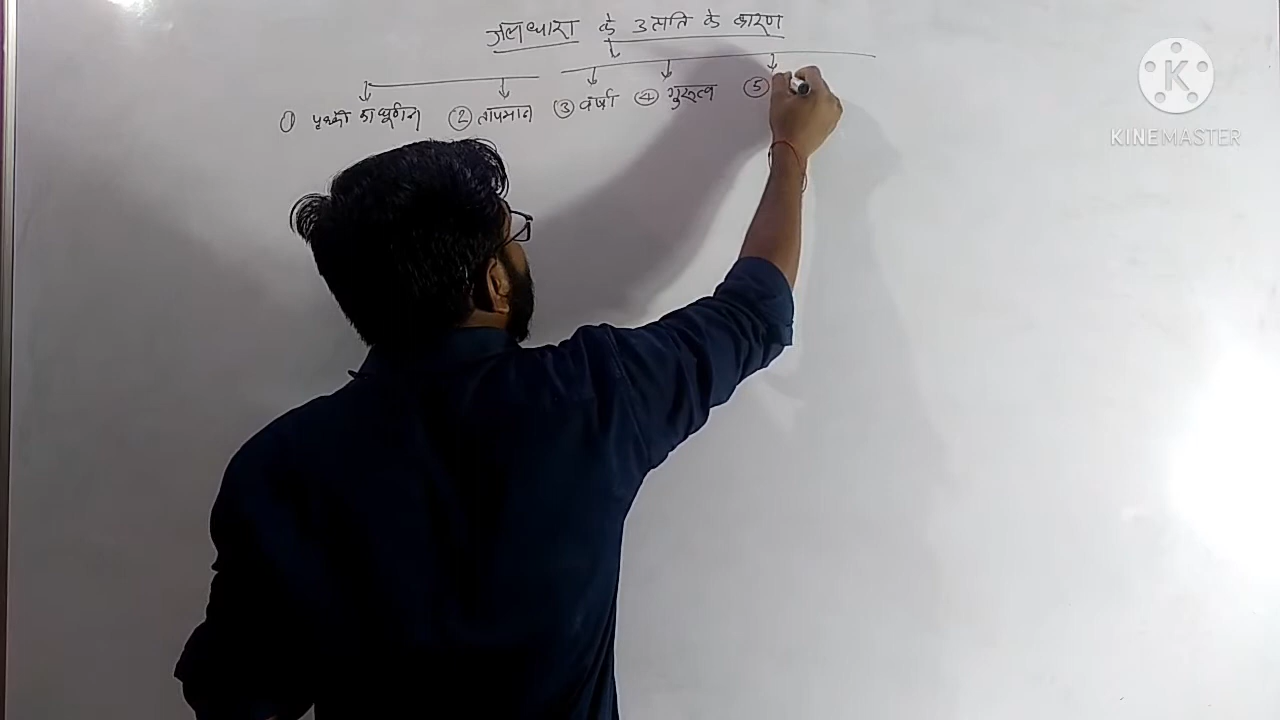 जलधारा के उत्पति के कारण
① पृथ्वी का घूर्णन ② तापमान ③ वर्षा ④ गुरूत्व ⑤
K
KINEMASTER